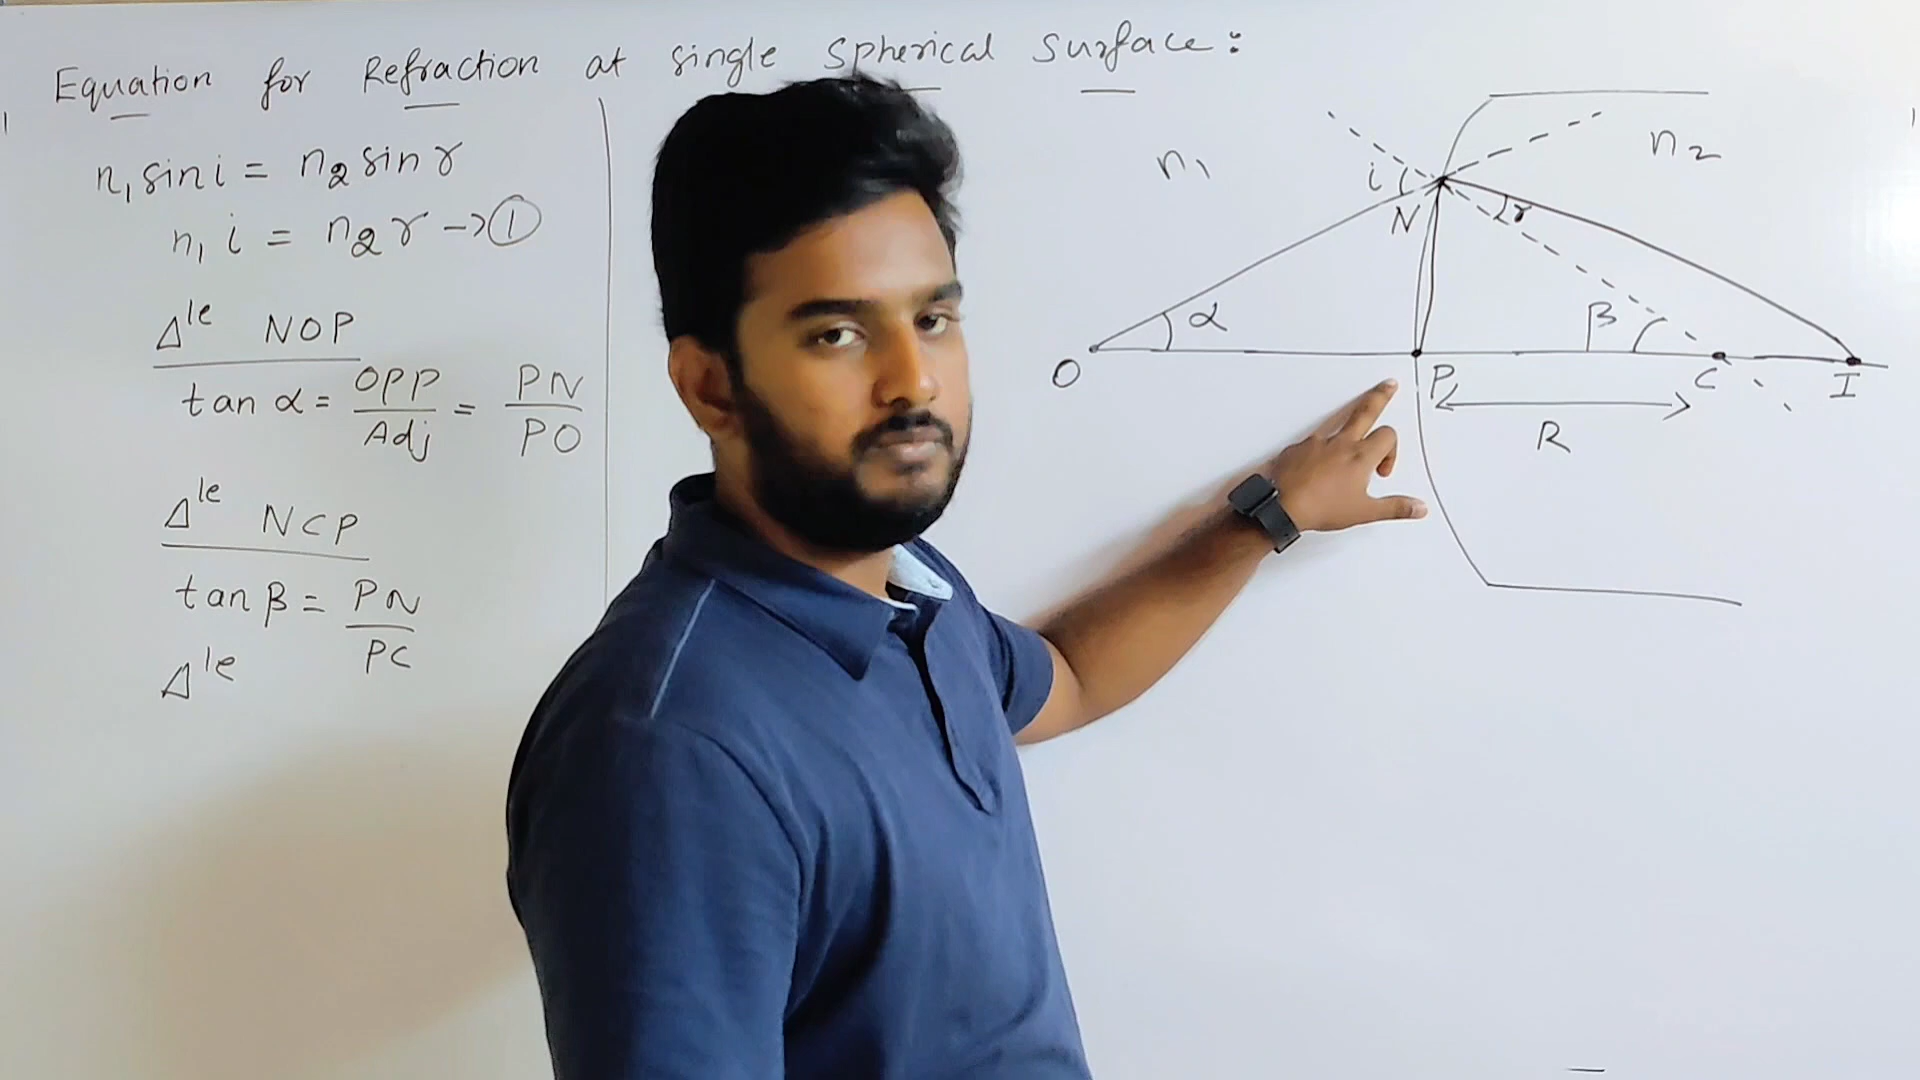 Equation for Refraction at single spherical surface:
n₁ sin i = n₂ sin r
n₁ i = n₂ r → ①
Δle NOP
tan α = OPP/Adj = PN/PO
Δle NCP
tan β = PN/PC
Δle
n₁
n₂
i
N
r
α
β
O
P
C
I
R